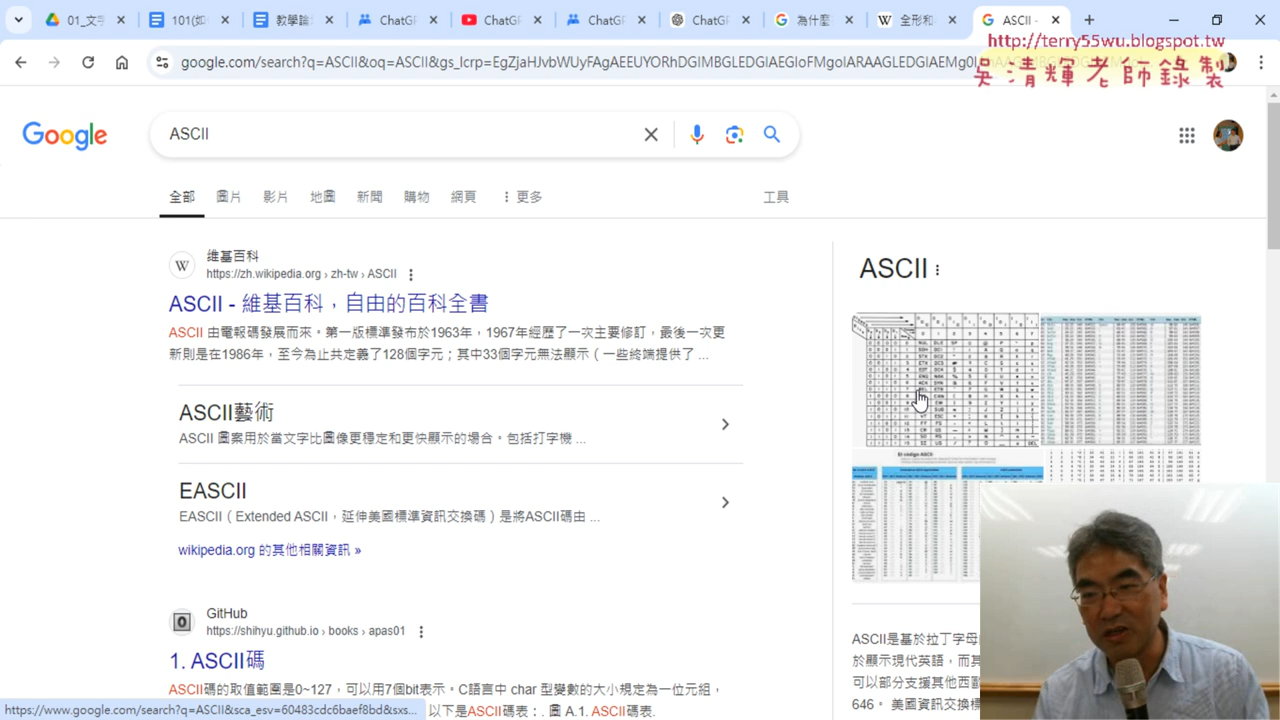 01_文字
101(如
教學論
ChatGF
ChatGF
ChatGF
ChatGF
為什麼
全形和
ASCII -
http://terry55wu.blogspot.tw
吳清輝老師錄製
google.com/search?q=ASCII&oq=ASCII&gs_lcrp=
Google
ASCII
全部
圖片
影片
地圖
新聞
購物
網頁
更多
工具
維基百科
https://zh.wikipedia.org › zh-tw › ASCII
ASCII - 維基百科，自由的百科全書
ASCII 由電報碼發展而來。第一版標準發布於1963年，1967年經歷了一次主要修訂，最後一次更
新則是在1986年，至今為止共定義了128個字元；其中33個字元無法顯示（一些終端提供了 ...
ASCII藝術
ASCII 圖案用於當文字比圖像更穩定和更快顯示的場合。包括打字機 ...
EASCII
EASCII（Extended ASCII，延伸美國標準資訊交換碼）是將ASCII碼由 ...
wikipedia.org 的其他相關資訊 »
GitHub
https://shihyu.github.io › books › apas01
1. ASCII碼
ASCII碼的取值範圍是0~127，可以用7個bit表示。C語言中 char 型變數的大小規定為一位元組，
以下是ASCII碼表：. 圖 A.1. ASCII碼表.
https://www.google.com/search?q=ASCII&sca_esv=60483cdc6baef8bd&sxs...
ASCII
El código ASCII
ASCII是基於拉丁字母
於顯示現代英語，而其
可以部分支援其他西歐
646。 美國資訊交換標